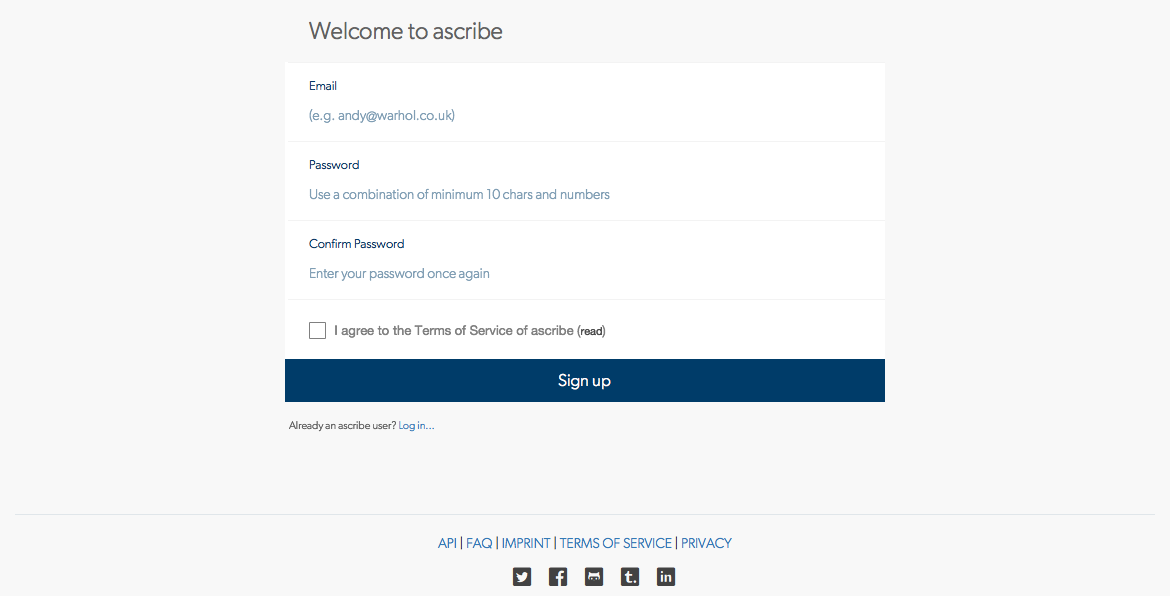 Welcome to ascribe
Email
(e.g. andy@warhol.co.uk)
Password
Use a combination of minimum 10 chars and numbers
Confirm Password
Enter your password once again
I agree to the Terms of Service of ascribe (read)
Sign up
Already an ascribe user? Log in...
API | FAQ | IMPRINT | TERMS OF SERVICE | PRIVACY